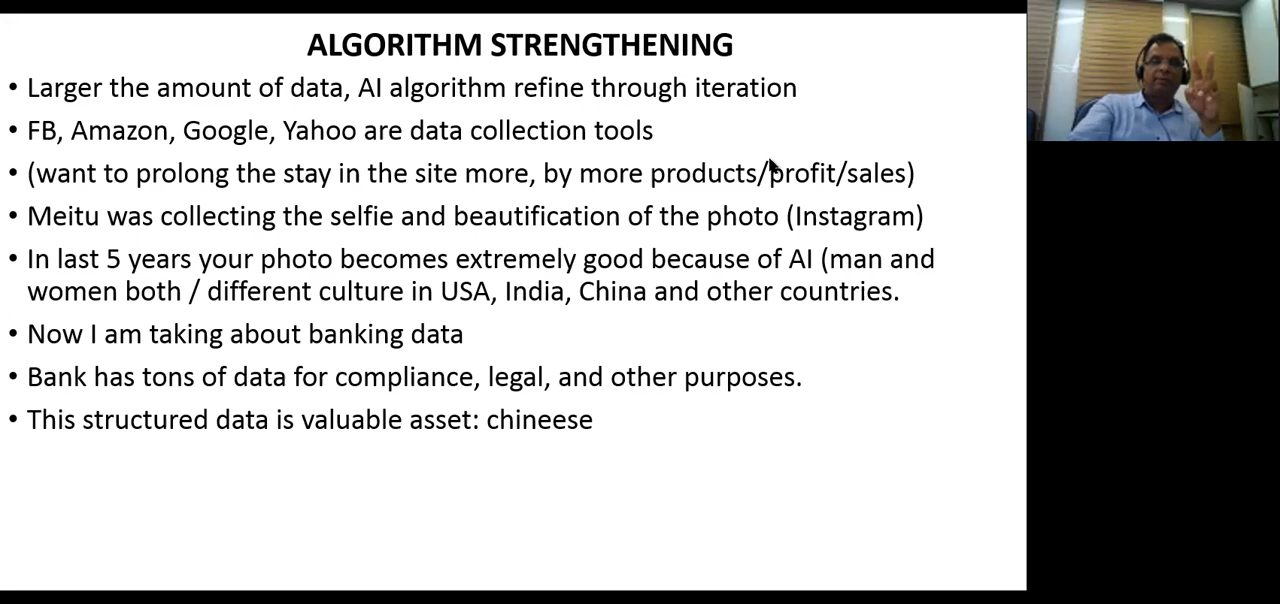 ALGORITHM STRENGTHENING
• Larger the amount of data, AI algorithm refine through iteration
• FB, Amazon, Google, Yahoo are data collection tools
• (want to prolong the stay in the site more, by more products/profit/sales)
• Meitu was collecting the selfie and beautification of the photo (Instagram)
• In last 5 years your photo becomes extremely good because of AI (man and
women both / different culture in USA, India, China and other countries.
• Now I am taking about banking data
• Bank has tons of data for compliance, legal, and other purposes.
• This structured data is valuable asset: chineese